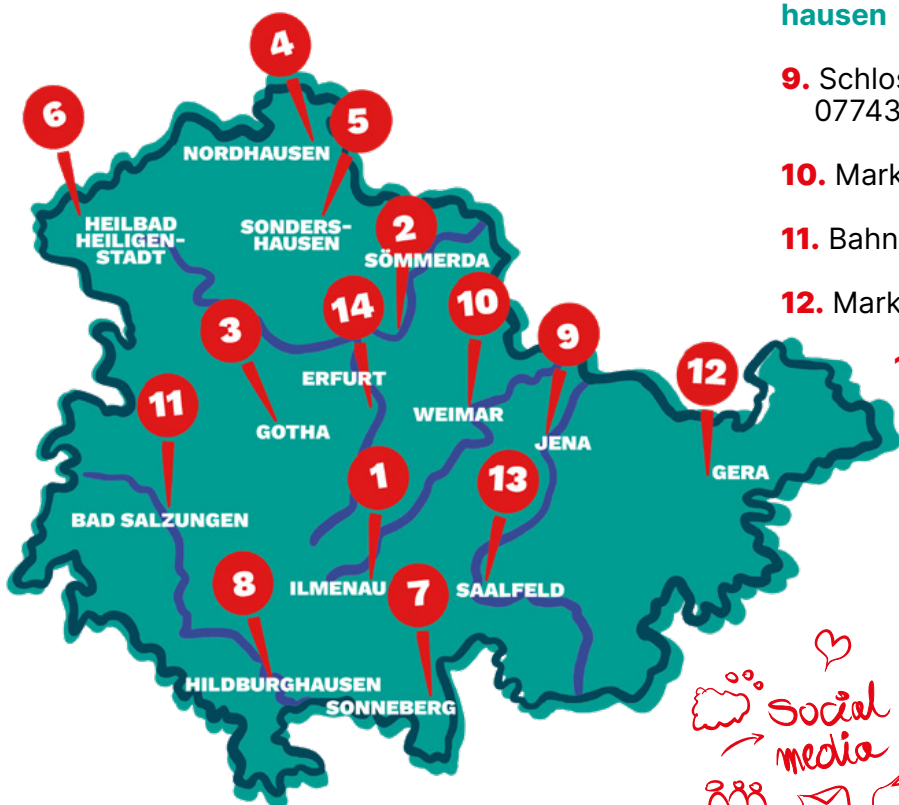 hausen
9. Schlos
07743
10. Mark
11. Bahn
12. Mark
4
6
5
NORDHAUSEN
HEILBAD
HEILIGEN-
STADT
SONDERS-
HAUSEN
2
SÖMMERDA
14
10
3
9
ERFURT
12
11
WEIMAR
GOTHA
JENA
1
13
GERA
BAD SALZUNGEN
8
7
ILMENAU
SAALFELD
HILDBURGHAUSEN
SONNEBERG
social
media